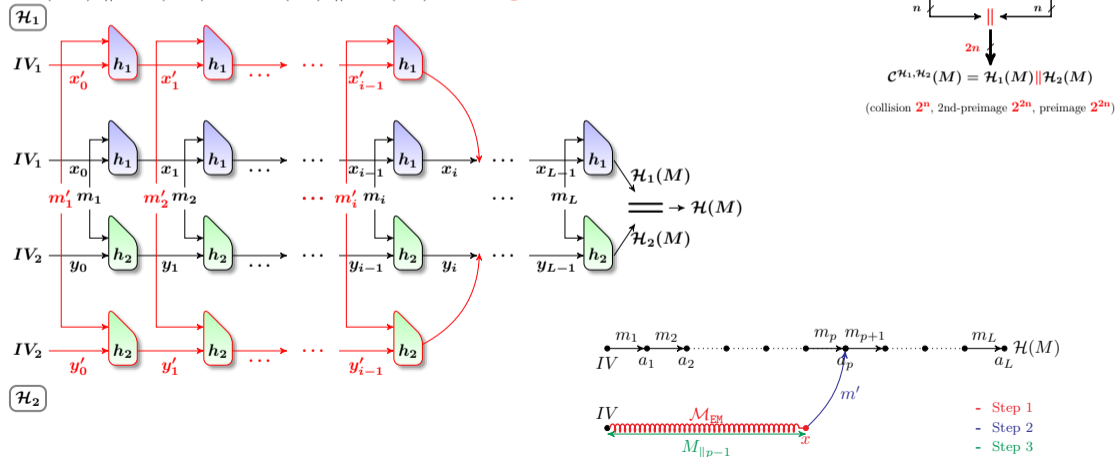 𝓗₁
n n
||
2n
IV₁ x′₀ h₁ x′₁ h₁ ... ... x′ᵢ₋₁ h₁
𝓒^{𝓗₁,𝓗₂}(M) = 𝓗₁(M)||𝓗₂(M)
(collision 2ⁿ, 2nd-preimage 2²ⁿ, preimage 2²ⁿ)
IV₁ x₀ h₁ x₁ h₁ ... ... xᵢ₋₁ h₁ xᵢ ... x_{L−1} h₁ 𝓗₁(M)
m′₁ m₁ m′₂ m₂ ... m′ᵢ mᵢ ... m_L 𝓗(M)
𝓗₂(M)
IV₂ y₀ h₂ y₁ h₂ ... ... yᵢ₋₁ h₂ yᵢ ... y_{L−1} h₂
IV₂ y′₀ h₂ y′₁ h₂ ... ... y′ᵢ₋₁ h₂
𝓗₂
m₁ m₂ m_p m_{p+1} m_L
IV a₁ a₂ a_p a_L 𝓗(M)
m′
IV 𝓜_{EM} x
M_{∥p−1}
- Step 1
- Step 2
- Step 3